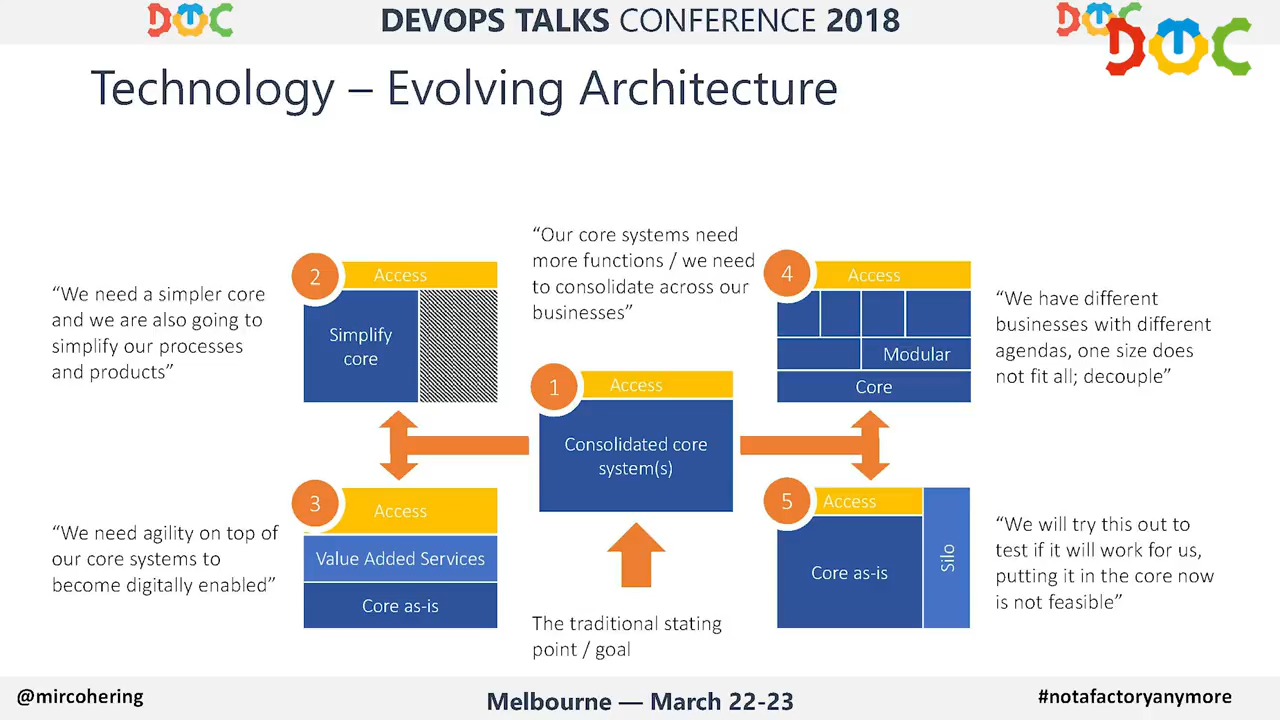 DEVOPS TALKS CONFERENCE 2018
DOC
DOC
DOC
Technology – Evolving Architecture
2
Access
Simplify
core
“We need a simpler core
and we are also going to
simplify our processes
and products”
“Our core systems need
more functions / we need
to consolidate across our
businesses”
1
Access
Consolidated core
system(s)
4
Access
Modular
Core
“We have different
businesses with different
agendas, one size does
not fit all; decouple”
3
Access
Value Added Services
Core as-is
“We need agility on top of
our core systems to
become digitally enabled”
The traditional stating
point / goal
5
Access
Core as-is
Silo
“We will try this out to
test if it will work for us,
putting it in the core now
is not feasible”
@mircohering
Melbourne — March 22-23
#notafactoryanymore